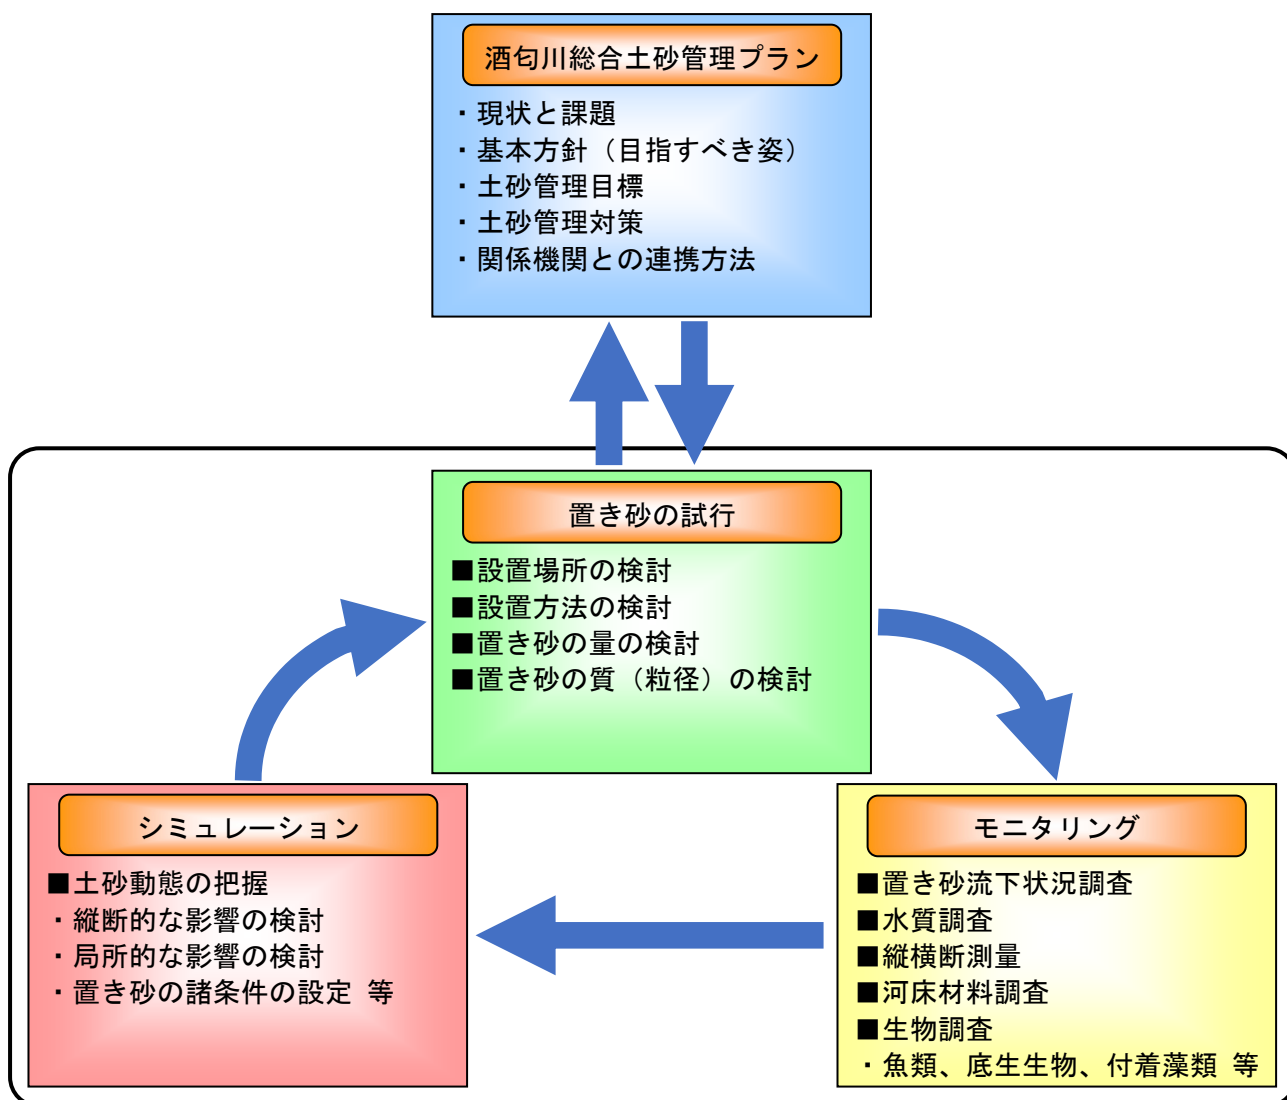 酒匂川総合土砂管理プラン
・現状と課題
・基本方針（目指すべき姿）
・土砂管理目標
・土砂管理対策
・関係機関との連携方法
置き砂の試行
■設置場所の検討
■設置方法の検討
■置き砂の量の検討
■置き砂の質（粒径）の検討
シミュレーション
■土砂動態の把握
・縦断的な影響の検討
・局所的な影響の検討
・置き砂の諸条件の設定 等
モニタリング
■置き砂流下状況調査
■水質調査
■縦横断測量
■河床材料調査
■生物調査
・魚類、底生生物、付着藻類 等